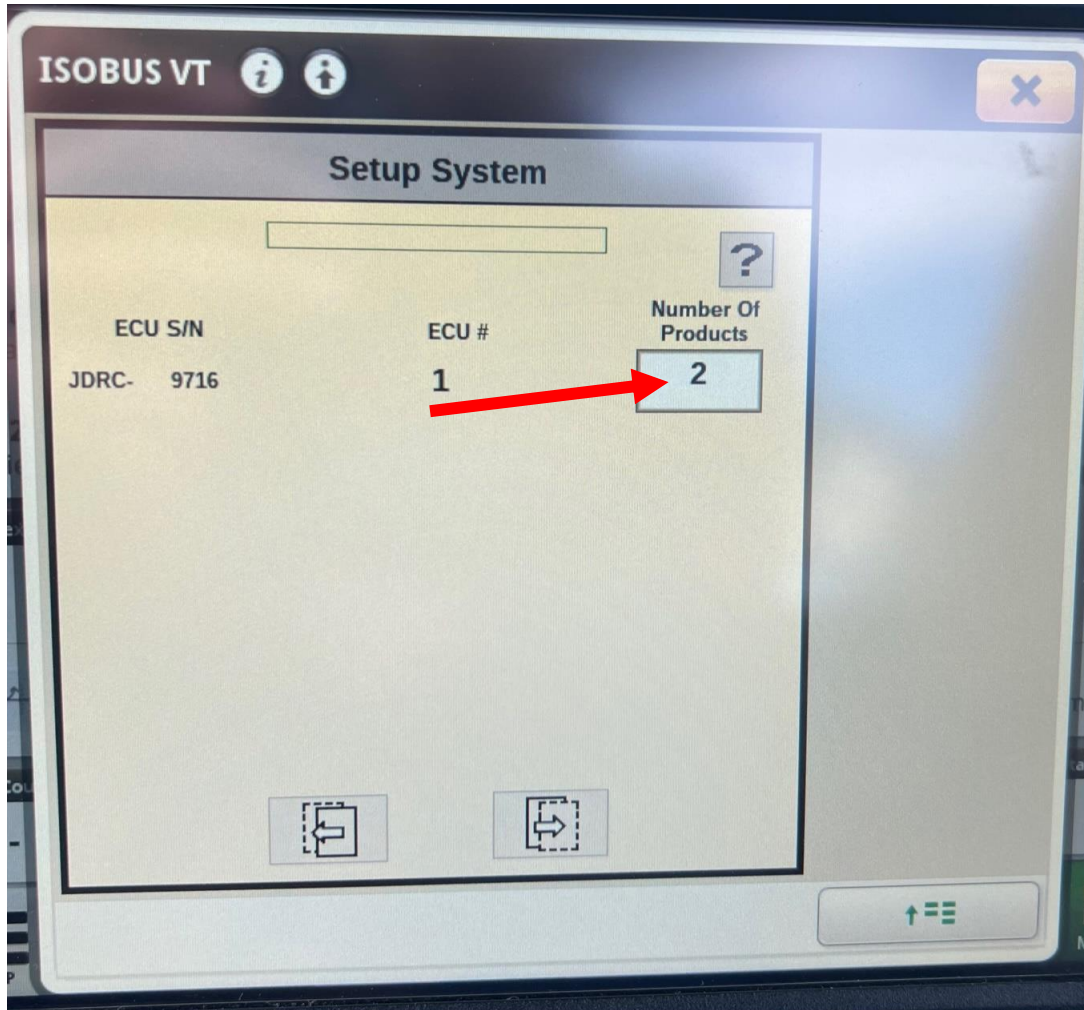 ISOBUS VT
Setup System
?
Number Of
Products
ECU S/N
ECU #
JDRC- 9716
1
2